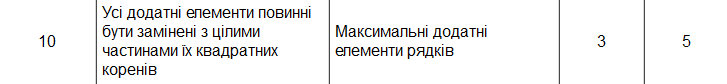 10
Усі додатні елементи повинні
бути замінені з цілими
частинами їх квадратних
коренів
Максимальні додатні
елементи рядків
3
5